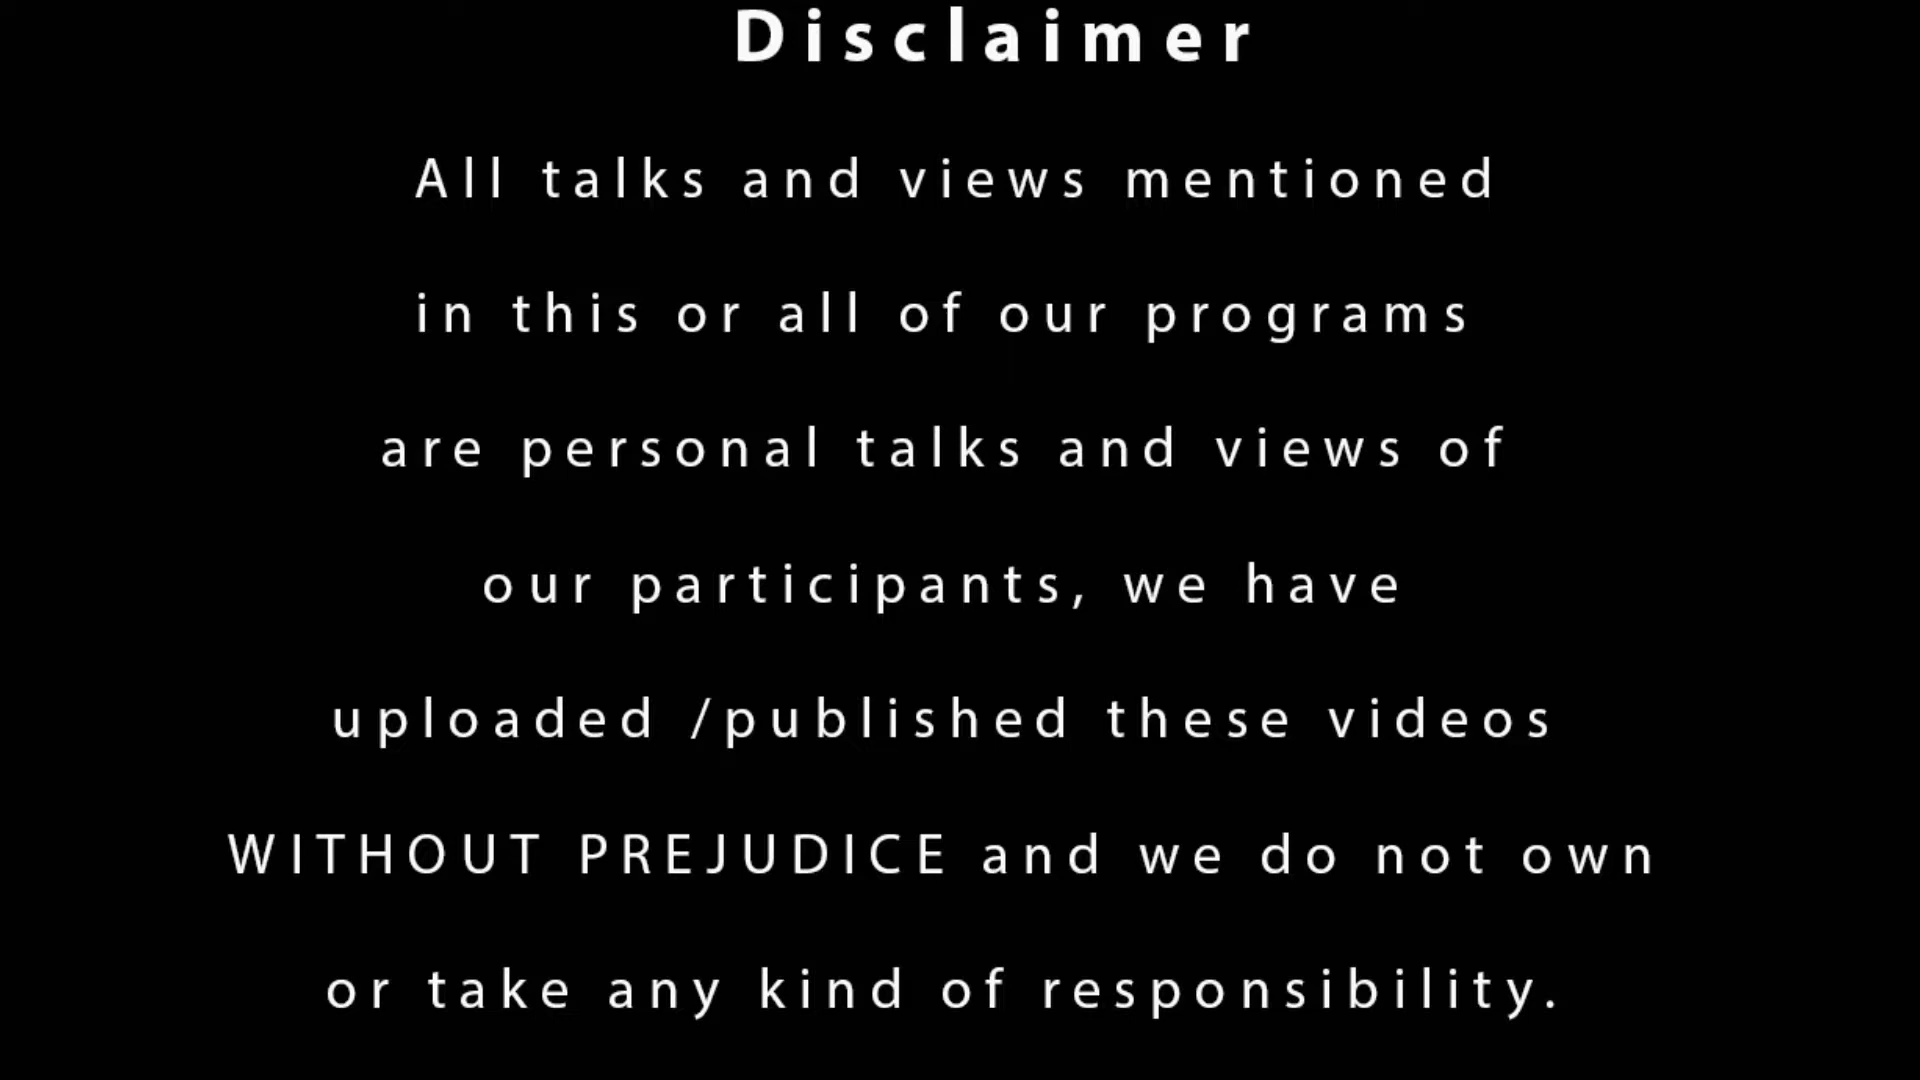 Disclaimer
All talks and views mentioned
in this or all of our programs
are personal talks and views of
our participants, we have
uploaded /published these videos
WITHOUT PREJUDICE and we do not own
or take any kind of responsibility.